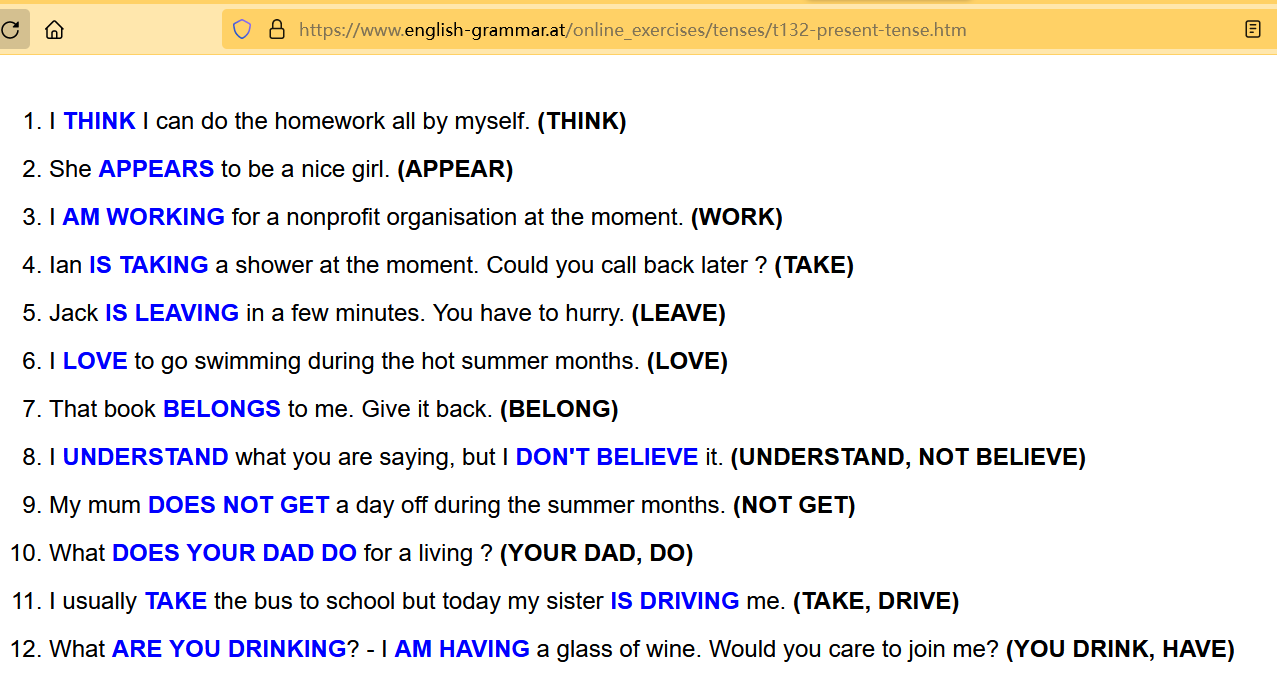 https://www.english-grammar.at/online_exercises/tenses/t132-present-tense.htm
1. I THINK I can do the homework all by myself. (THINK)
2. She APPEARS to be a nice girl. (APPEAR)
3. I AM WORKING for a nonprofit organisation at the moment. (WORK)
4. Ian IS TAKING a shower at the moment. Could you call back later ? (TAKE)
5. Jack IS LEAVING in a few minutes. You have to hurry. (LEAVE)
6. I LOVE to go swimming during the hot summer months. (LOVE)
7. That book BELONGS to me. Give it back. (BELONG)
8. I UNDERSTAND what you are saying, but I DON'T BELIEVE it. (UNDERSTAND, NOT BELIEVE)
9. My mum DOES NOT GET a day off during the summer months. (NOT GET)
10. What DOES YOUR DAD DO for a living ? (YOUR DAD, DO)
11. I usually TAKE the bus to school but today my sister IS DRIVING me. (TAKE, DRIVE)
12. What ARE YOU DRINKING? - I AM HAVING a glass of wine. Would you care to join me? (YOU DRINK, HAVE)